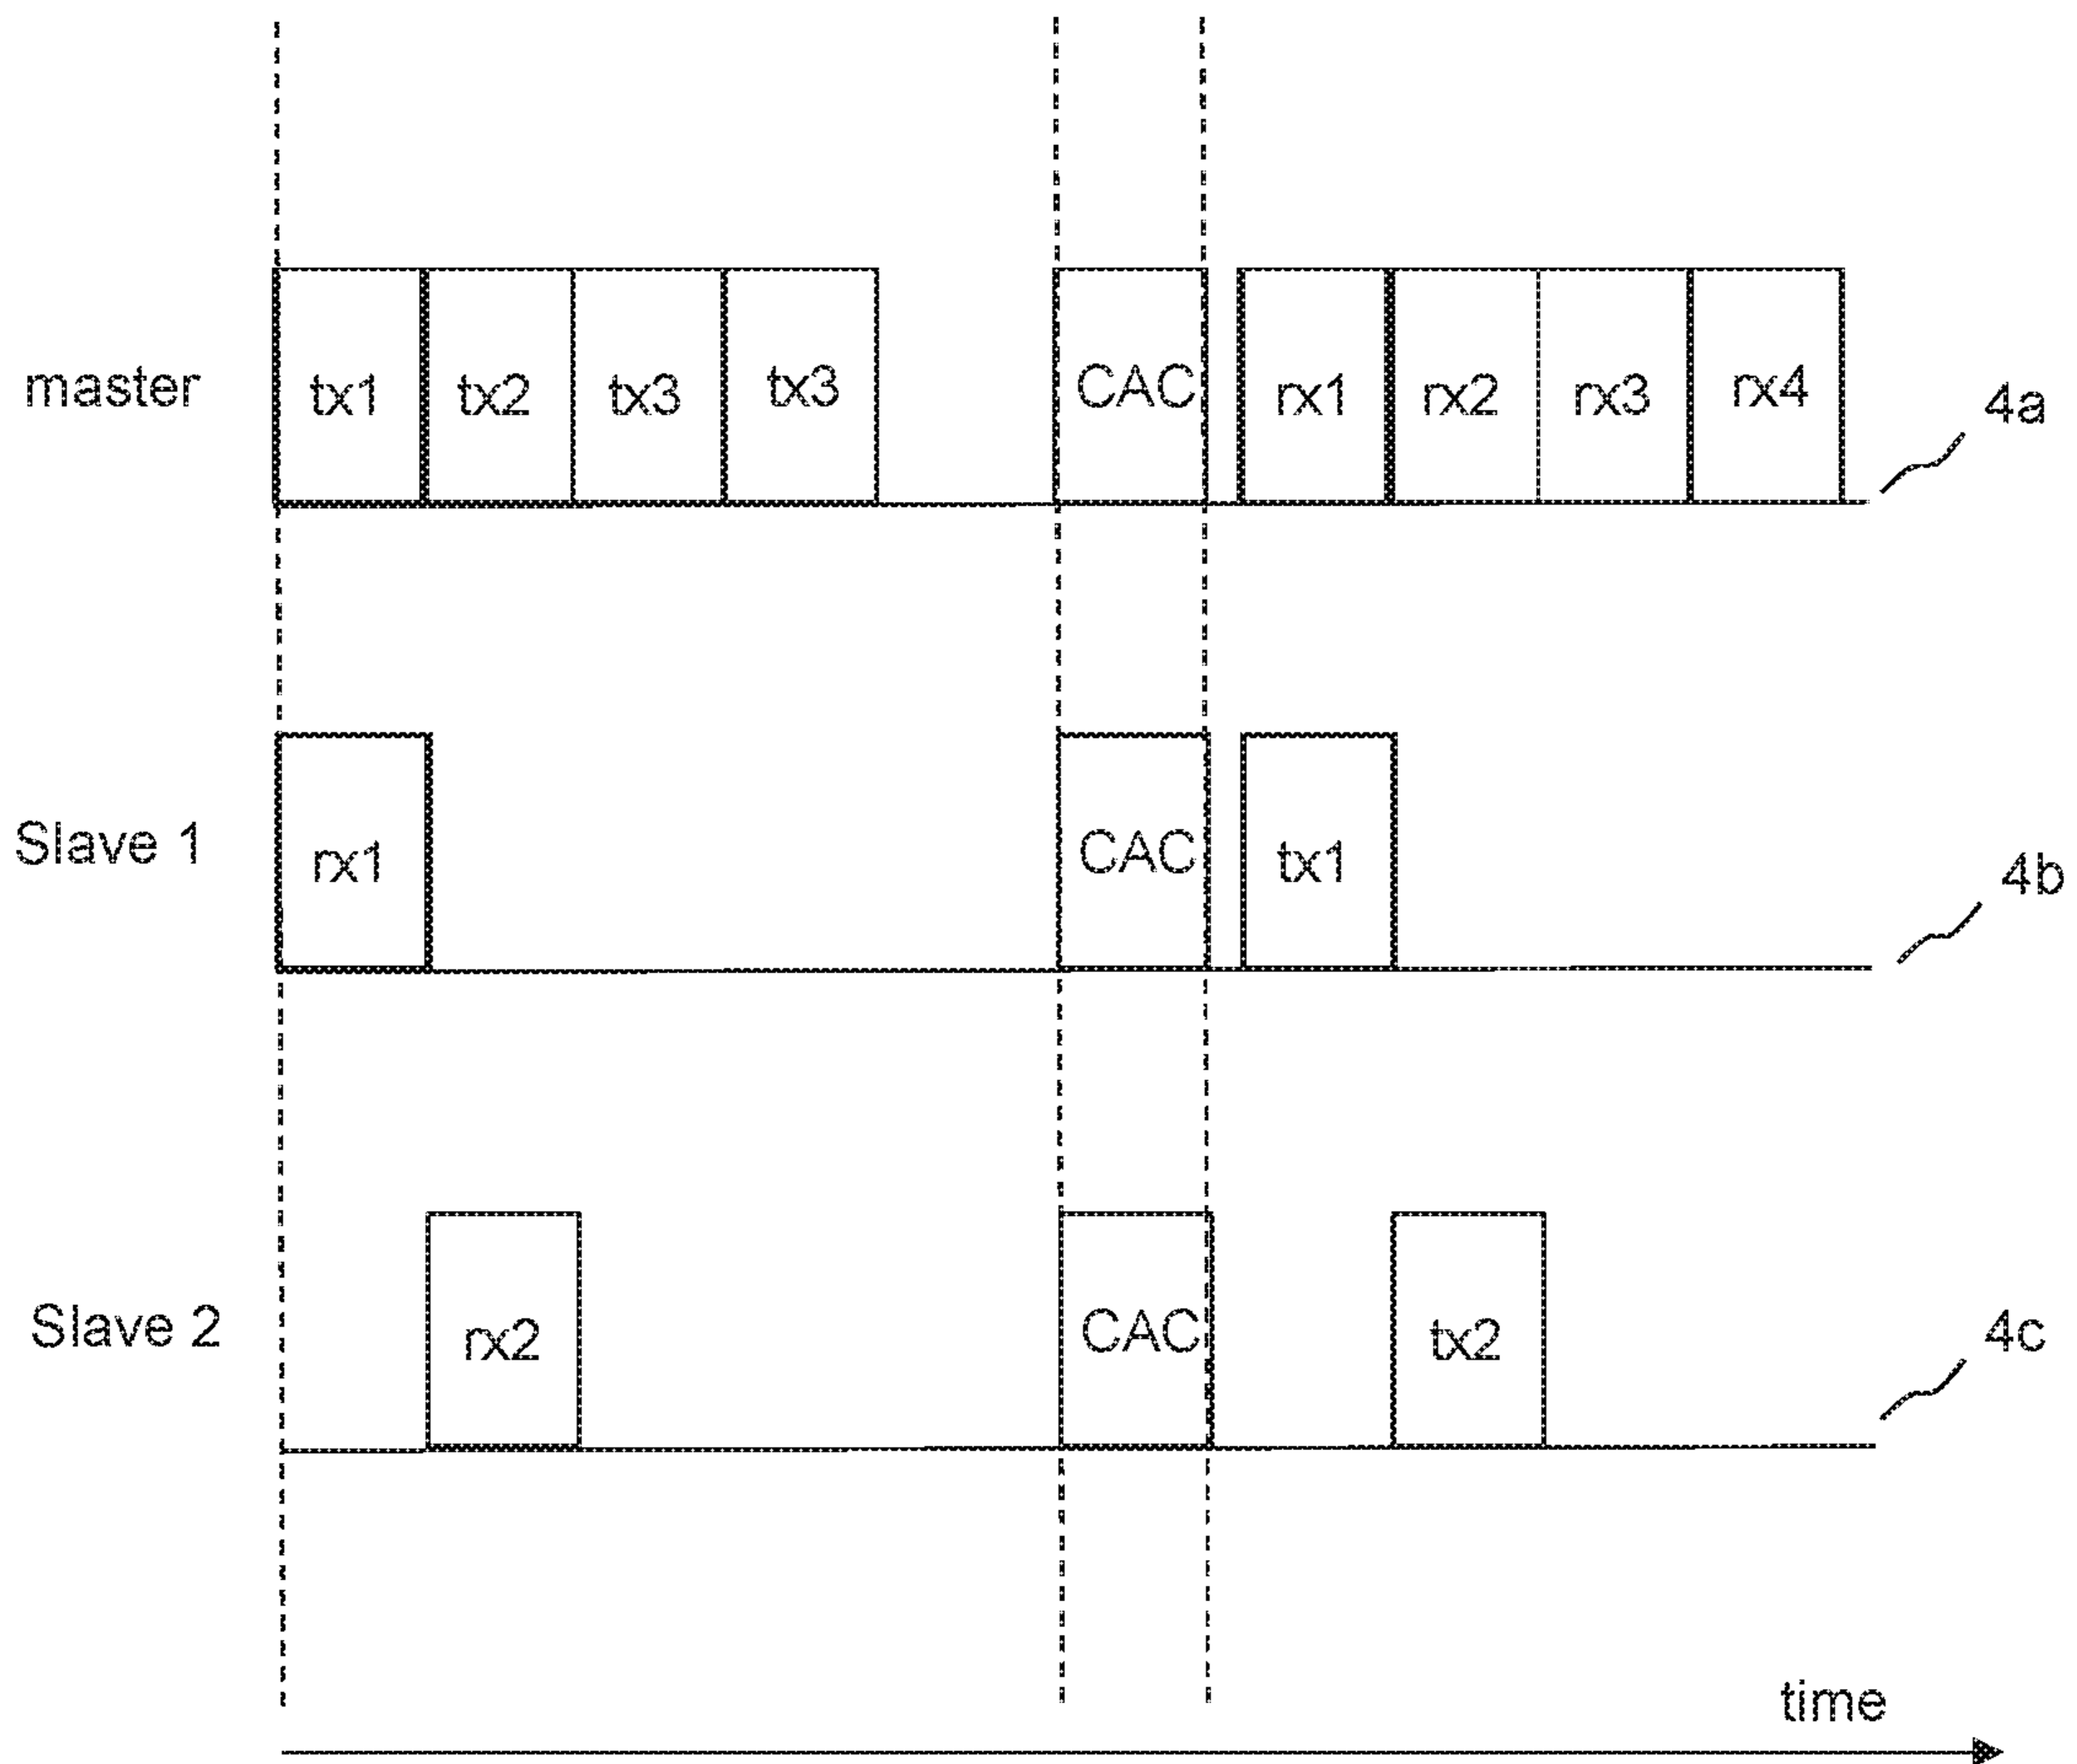 master tx1 tx2 tx3 tx3 CAC rx1 rx2 rx3 rx4 4a
Slave 1 rx1 CAC tx1 4b
Slave 2 rx2 CAC tx2 4c
time